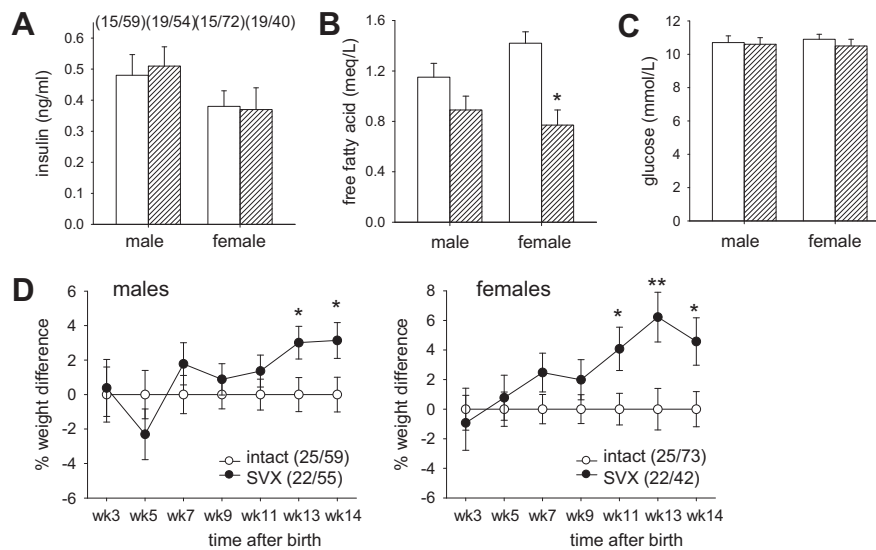 A
(15/59)(19/54)(15/72)(19/40)
insulin (ng/ml)
0.6
0.5
0.4
0.3
0.2
0.1
0.0
male female
B
free fatty acid (meq/L)
1.8
1.2
0.6
0.0
*
male female
C
glucose (mmol/L)
12
10
8
6
4
2
0
male female
D
males
% weight difference
6
4
2
0
-2
-4
-6
* *
intact (25/59)
SVX (22/55)
wk3 wk5 wk7 wk9 wk11 wk13 wk14
time after birth
females
% weight difference
8
6
4
2
0
-2
-4
-6
* ** *
intact (25/73)
SVX (22/42)
wk3 wk5 wk7 wk9 wk11 wk13 wk14
time after birth